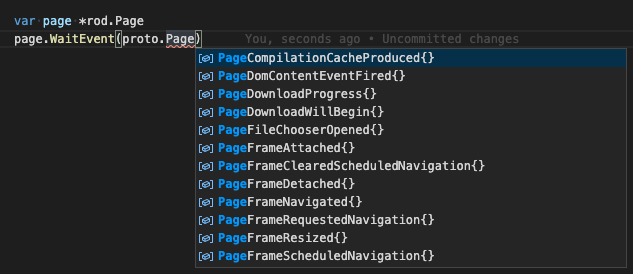 var page *rod.Page
page.WaitEvent(proto.Page) You, seconds ago • Uncommitted changes
PageCompilationCacheProduced{}
PageDomContentEventFired{}
PageDownloadProgress{}
PageDownloadWillBegin{}
PageFileChooserOpened{}
PageFrameAttached{}
PageFrameClearedScheduledNavigation{}
PageFrameDetached{}
PageFrameNavigated{}
PageFrameRequestedNavigation{}
PageFrameResized{}
PageFrameScheduledNavigation{}